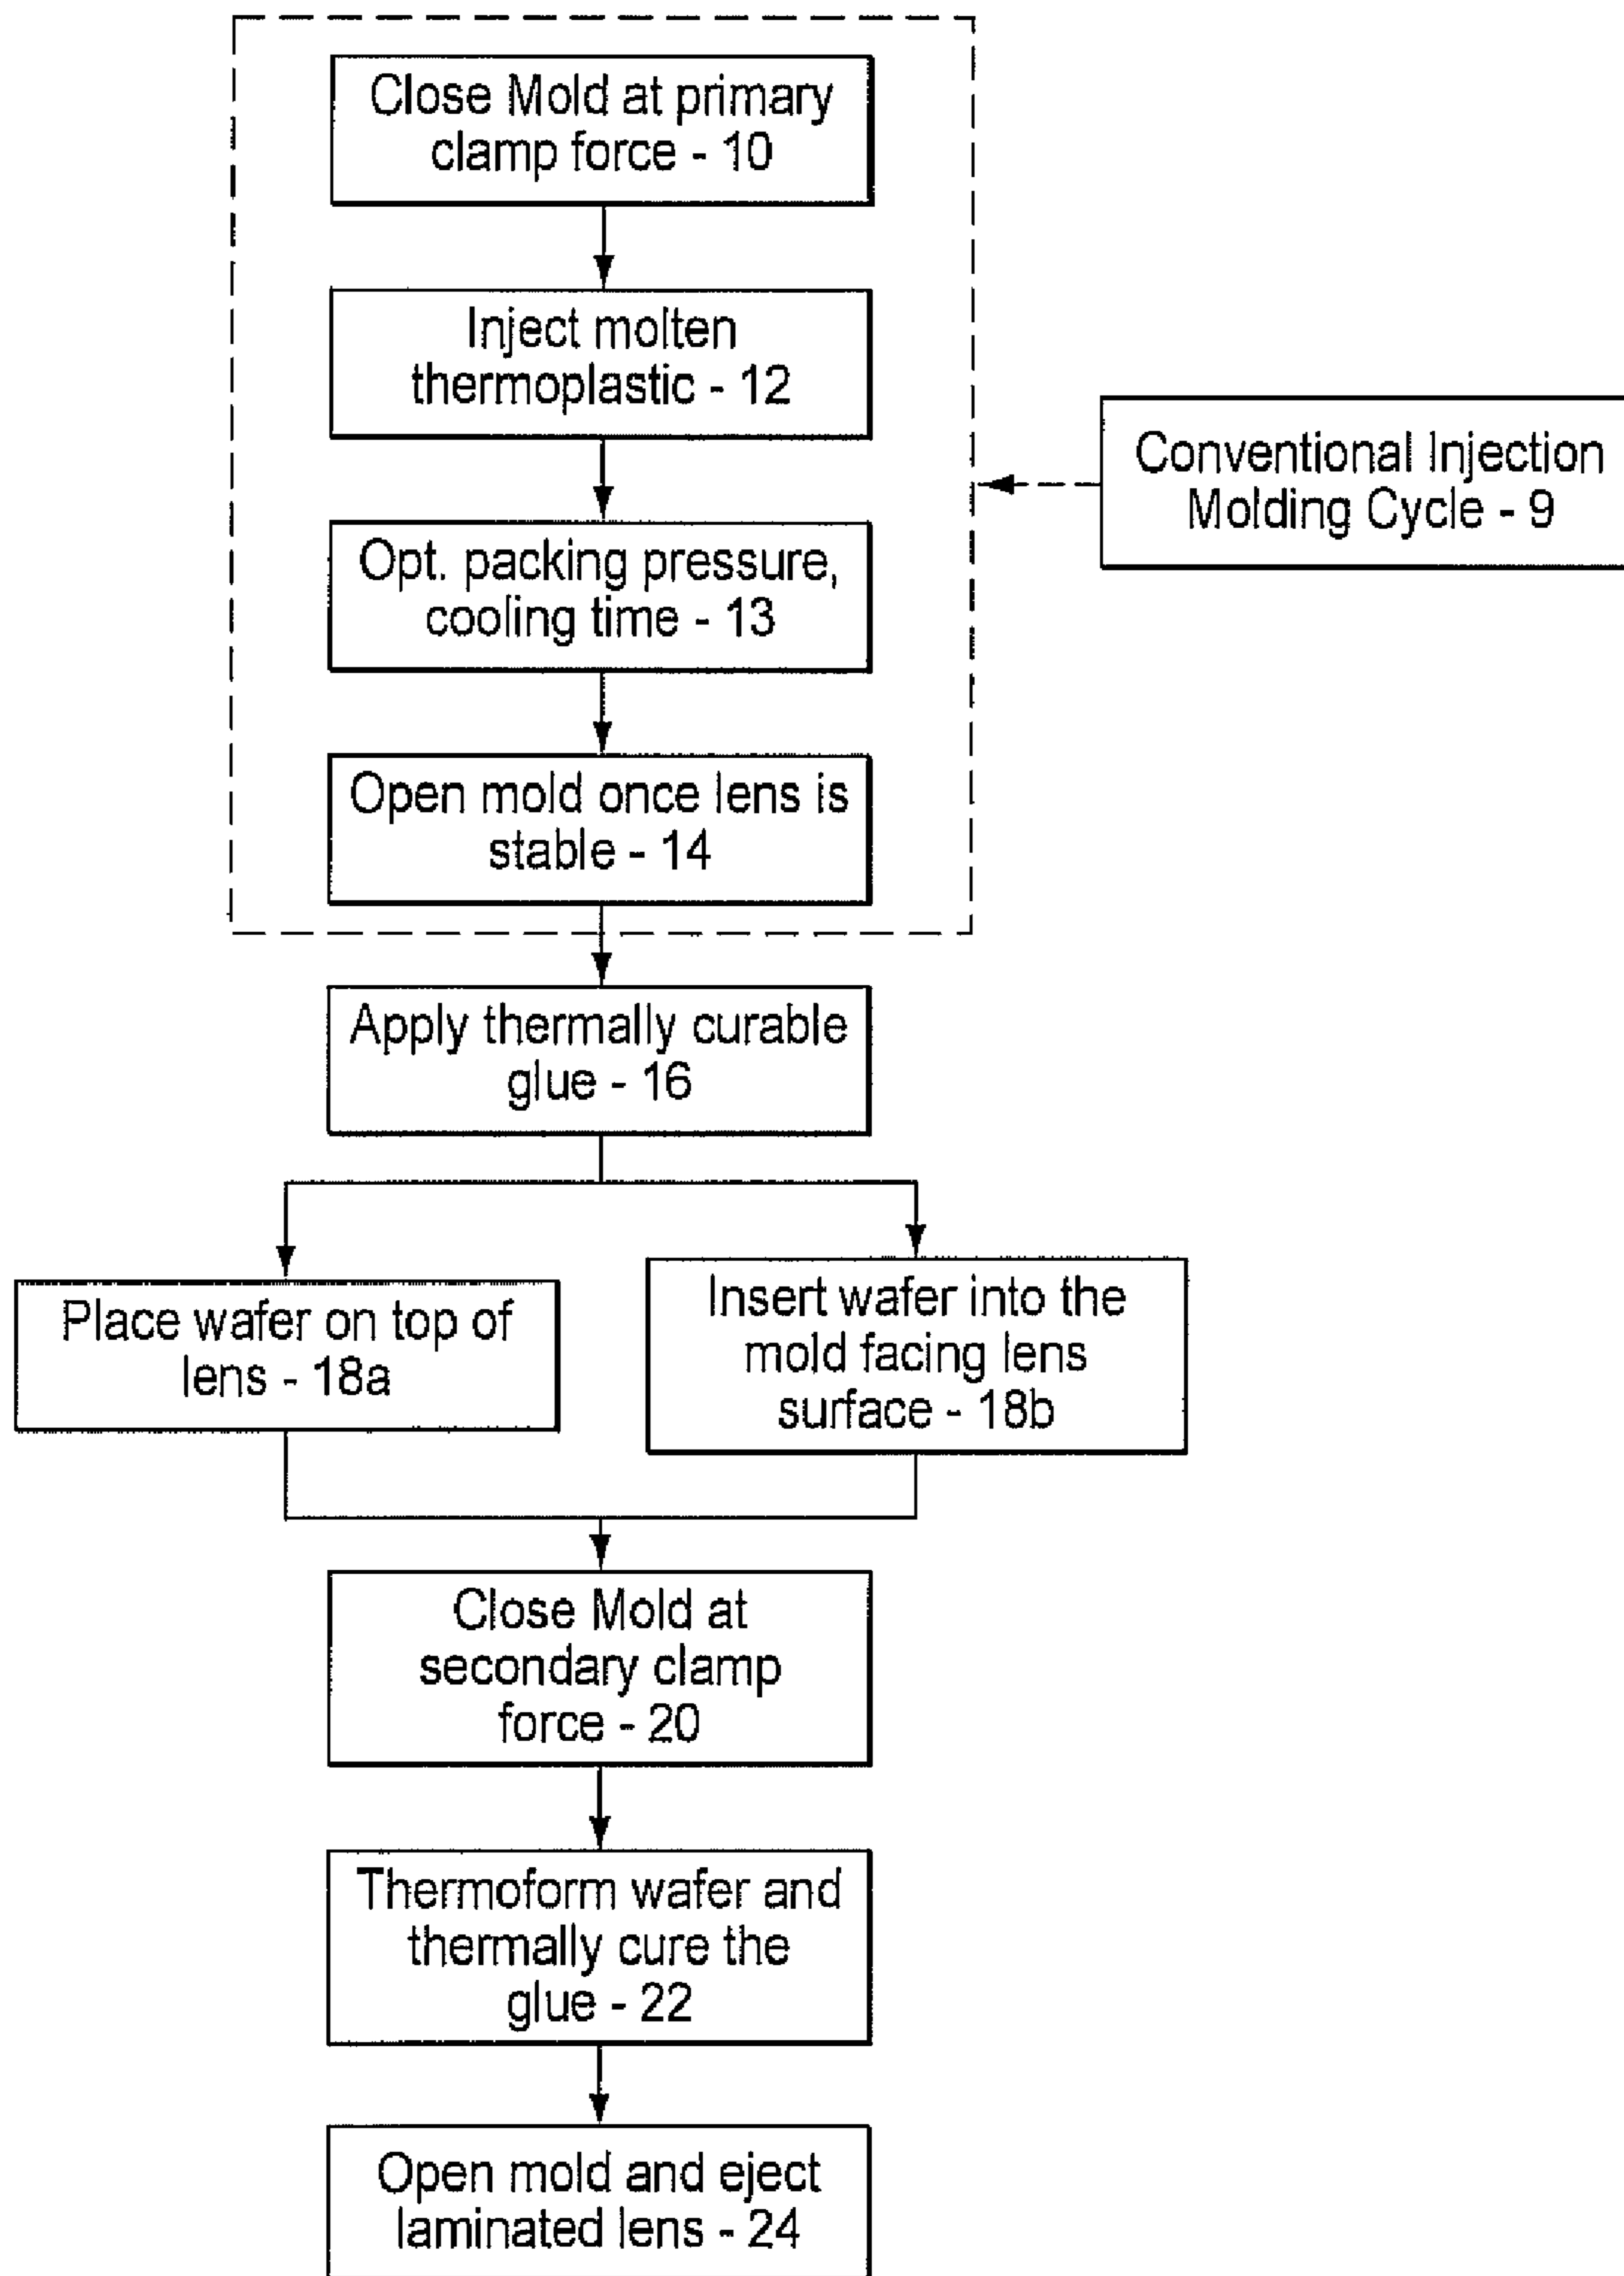 Close Mold at primary
clamp force - 10
Inject molten
thermoplastic - 12
Conventional Injection
Molding Cycle - 9
Opt. packing pressure,
cooling time - 13
Open mold once lens is
stable - 14
Apply thermally curable
glue - 16
Place wafer on top of
lens - 18a
Insert wafer into the
mold facing lens
surface - 18b
Close Mold at
secondary clamp
force - 20
Thermoform wafer and
thermally cure the
glue - 22
Open mold and eject
laminated lens - 24